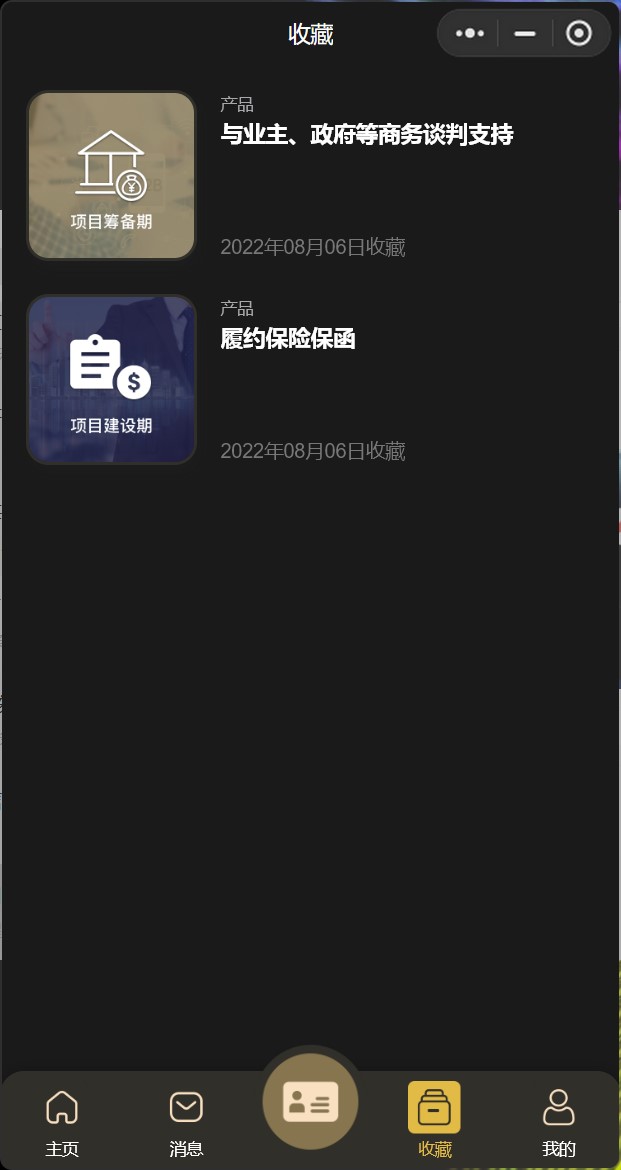 收藏
产品
与业主、政府等商务谈判支持
项目筹备期
2022年08月06日收藏
产品
履约保险保函
项目建设期
2022年08月06日收藏
主页
消息
收藏
我的